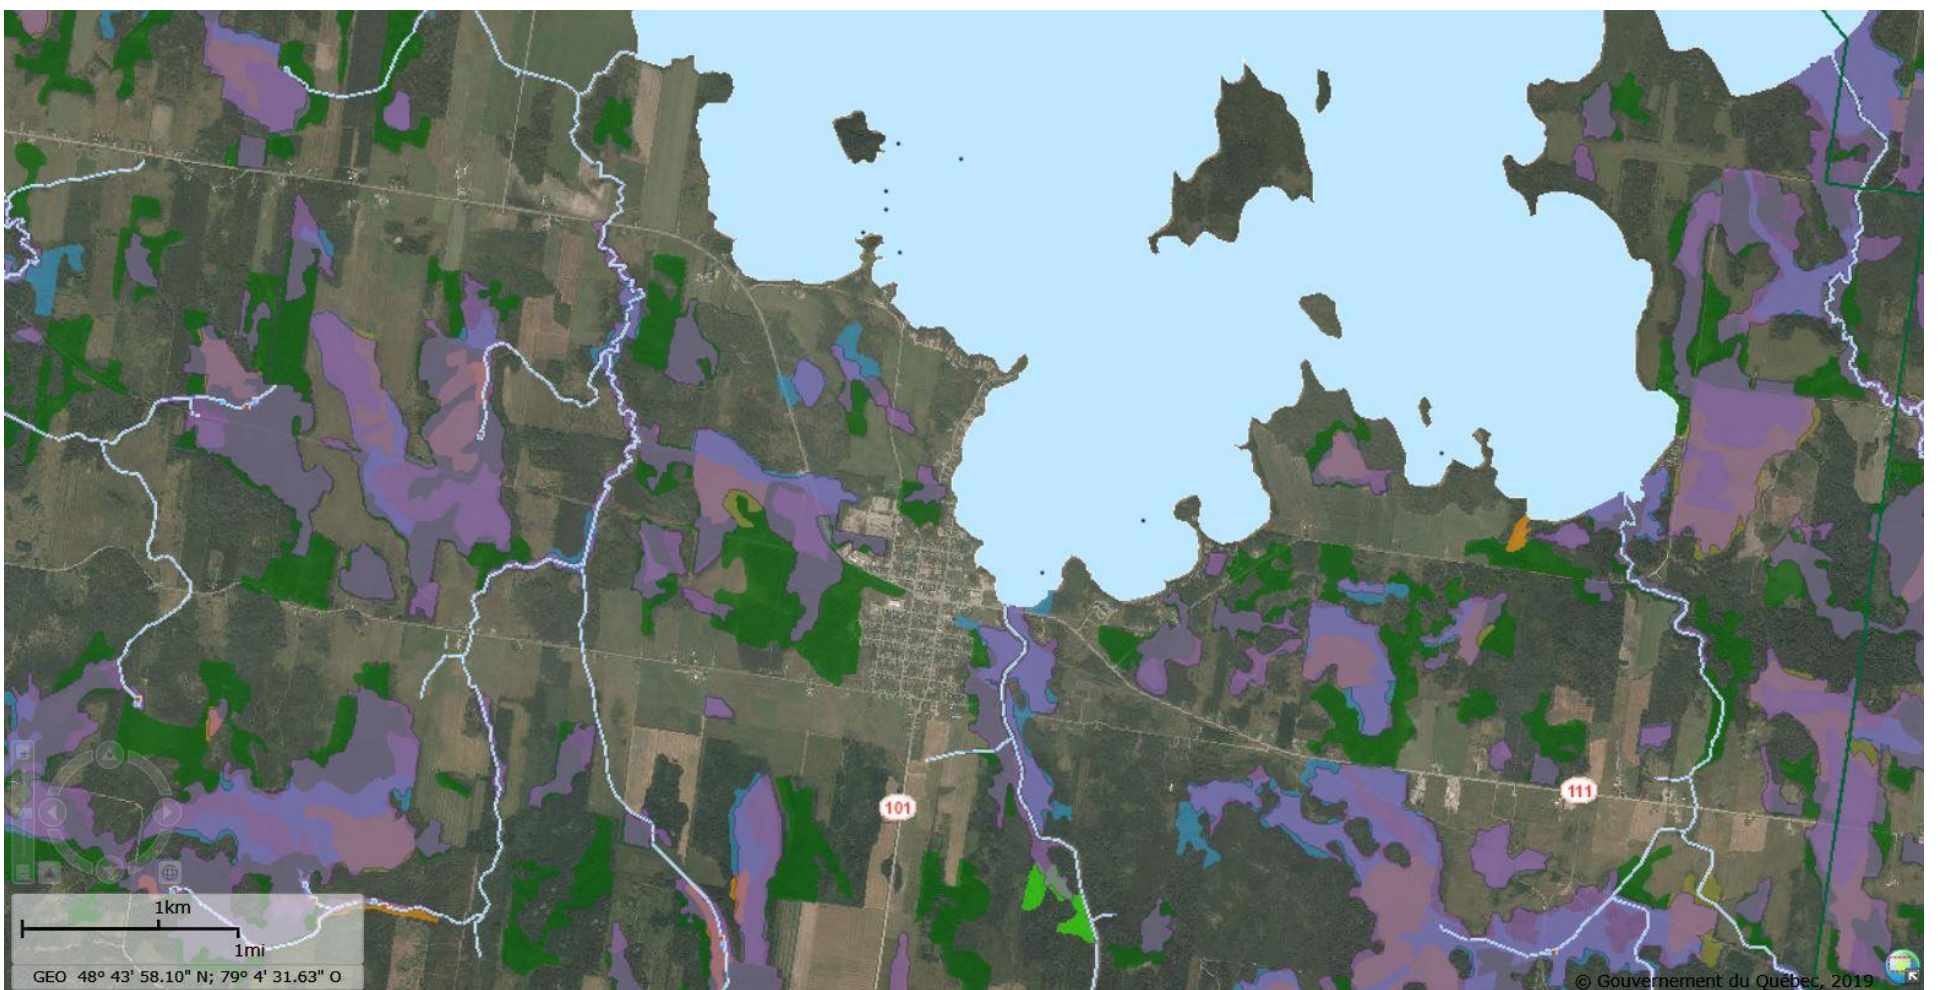 101
111
1km
1mi
GEO 48° 43' 58.10" N; 79° 4' 31.63" O
© Gouvernement du Québec, 2019